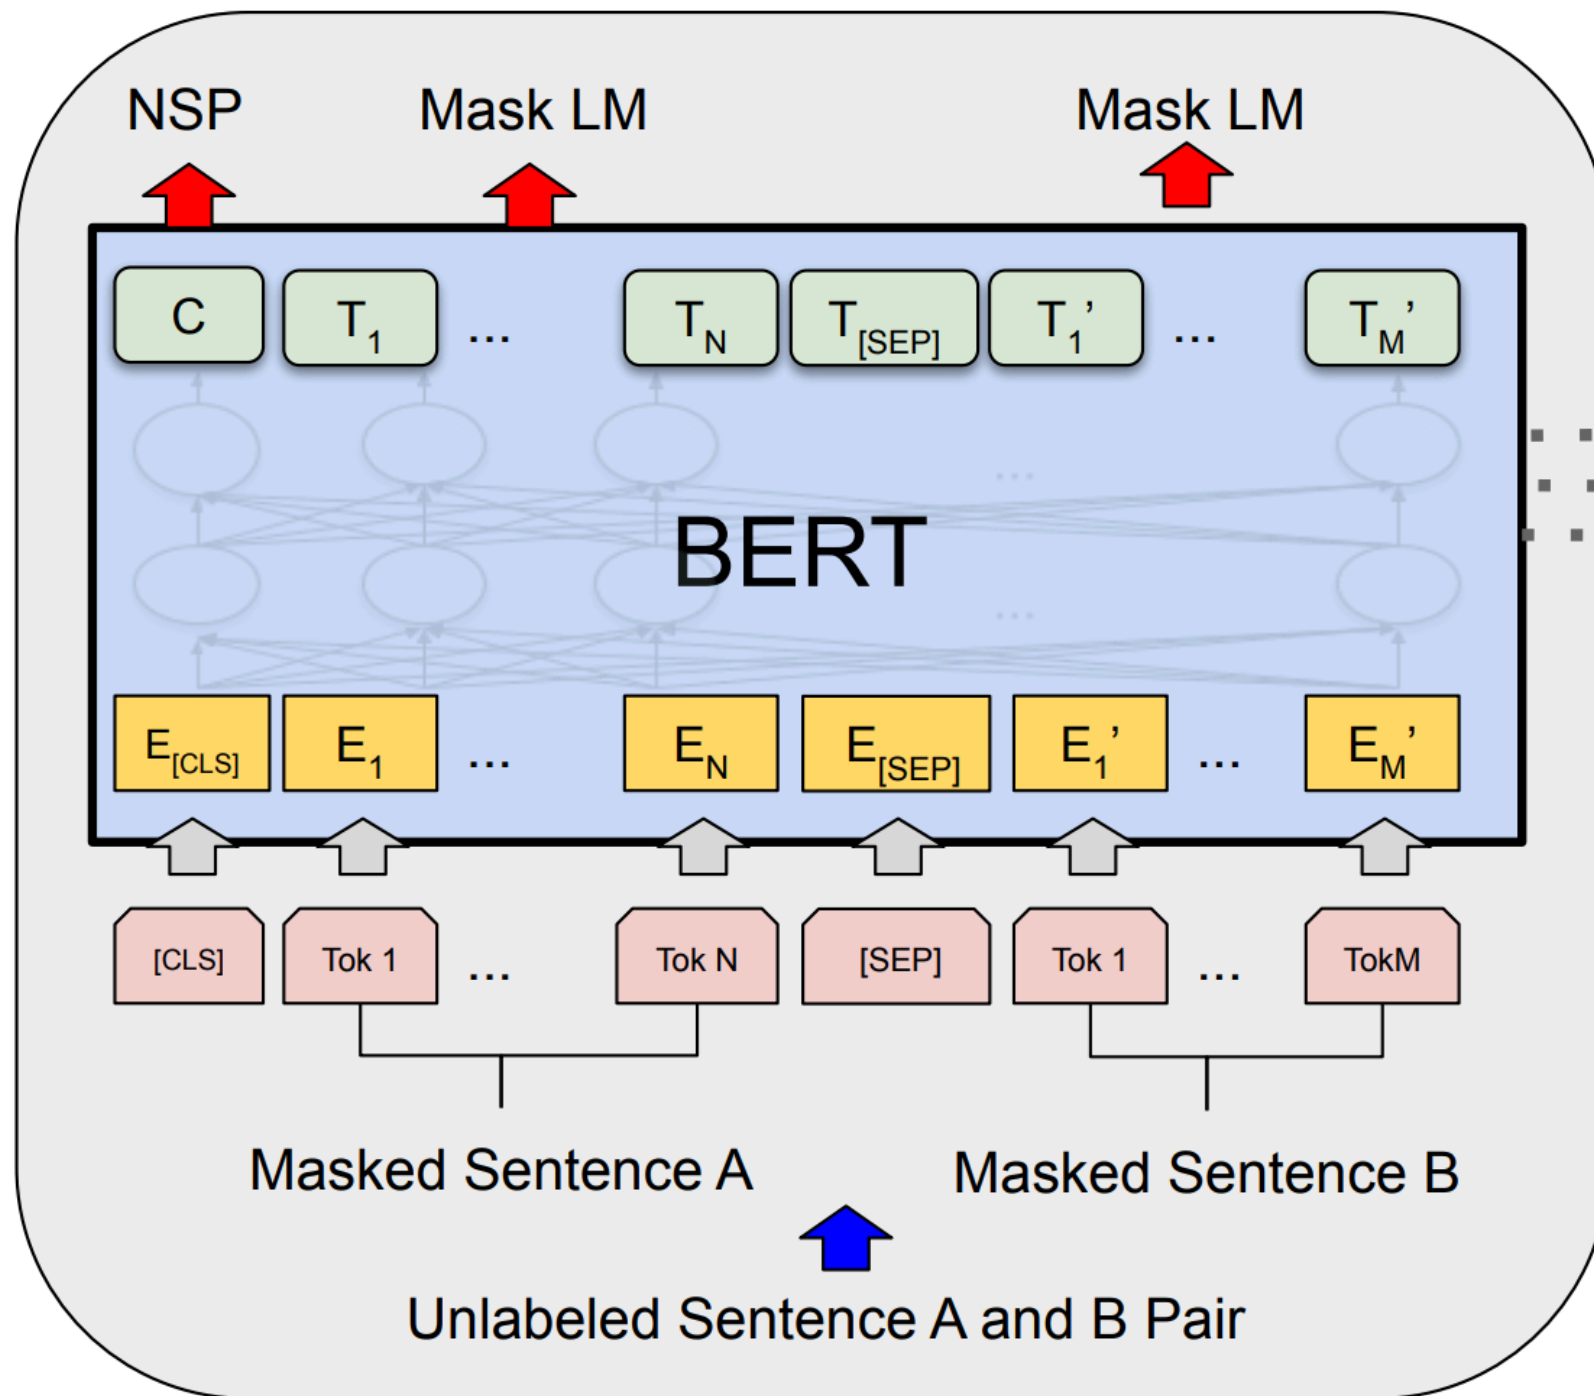 NSP Mask LM Mask LM
C T1 ... TN T[SEP] T1’ ... TM’
...
BERT
...
E[CLS] E1 ... EN E[SEP] E1’ ... EM’
[CLS] Tok 1 ... Tok N [SEP] Tok 1 ... TokM
Masked Sentence A Masked Sentence B
Unlabeled Sentence A and B Pair